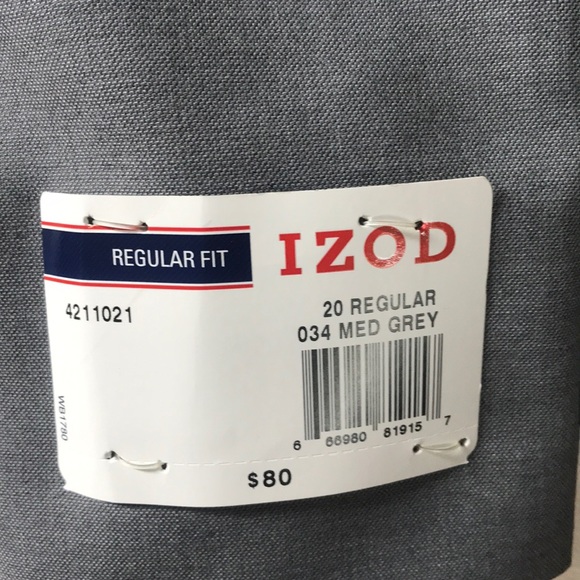 REGULAR FIT
IZOD
4211021
20 REGULAR
034 MED GREY
6 66980 81915 7
WB1780
$80